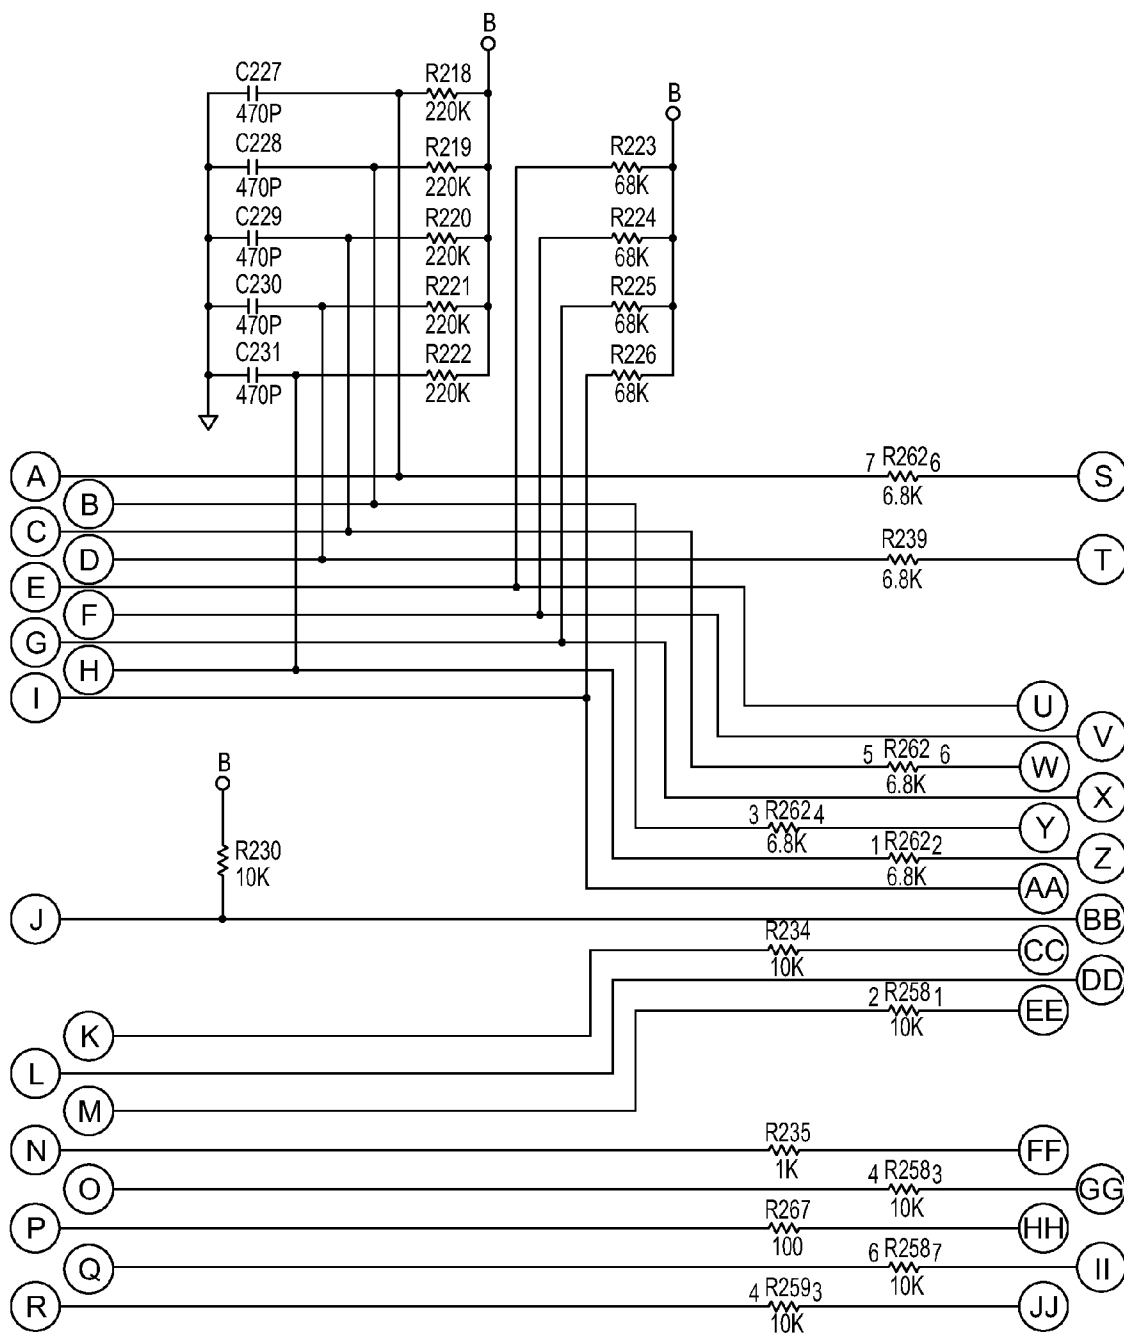 B
C227
R218
470P
220K
B
C228
R219
R223
470P
220K
68K
C229
R220
R224
470P
220K
68K
C230
R221
R225
470P
220K
68K
C231
R222
R226
470P
220K
68K
A
7 R262 6
S
6.8K
B
C
D
R239
T
6.8K
E
F
G
H
I
U
V
B
5 R262 6
W
6.8K
X
3 R262 4
Y
6.8K
R230
10K
1 R262 2
Z
6.8K
AA
J
BB
R234
CC
10K
DD
2 R258 1
EE
10K
K
L
M
N
R235
FF
1K
O
4 R258 3
GG
10K
P
R267
HH
100
Q
6 R258 7
II
10K
R
4 R259 3
JJ
10K